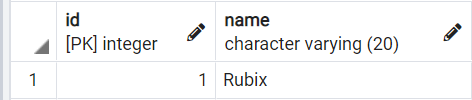 id name
[PK] integer character varying (20)
1 1 Rubix